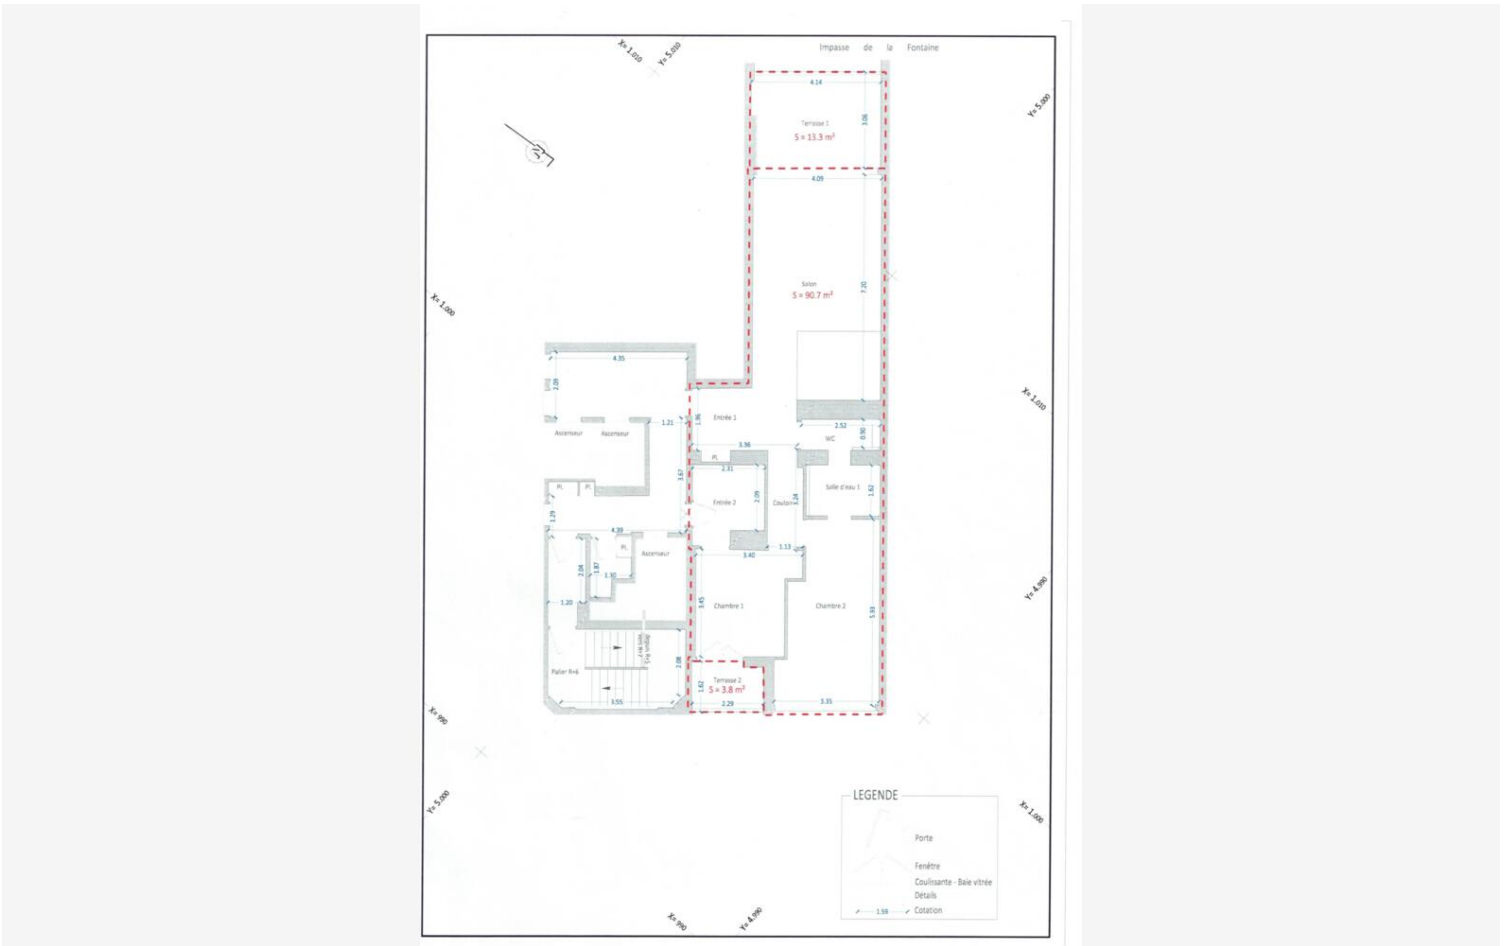 Impasse de la Fontaine
X= 1.010
Y= 5.010
Y= 5.000
4.14
3.06
Terrasse 1
S = 13.3 m²
4.09
Salon
S = 90.7 m²
7.20
X= 1.000
X= 1.010
4.35
2.09
1.21
Ascenseur
Ascenseur
Entrée 1
1.96
2.52
WC
0.90
3.36
PL
2.31
3.67
PL
PL
Entrée 2
2.09
Salle d'eau 1
1.62
1.29
4.39
PL
Ascenseur
1.13
3.40
2.04
1.87
1.30
1.20
Chambre 1
3.45
Chambre 2
5.93
Y= 4.990
Palier R+6
2.08
3.55
Terrasse 2
S = 3.8 m²
1.62
2.29
3.35
X= 990
Y= 5.000
LEGENDE
Porte
Fenêtre
Coulissante - Baie vitrée
Détails
1.59 Cotation
X= 1.000
X= 990
Y= 4.990